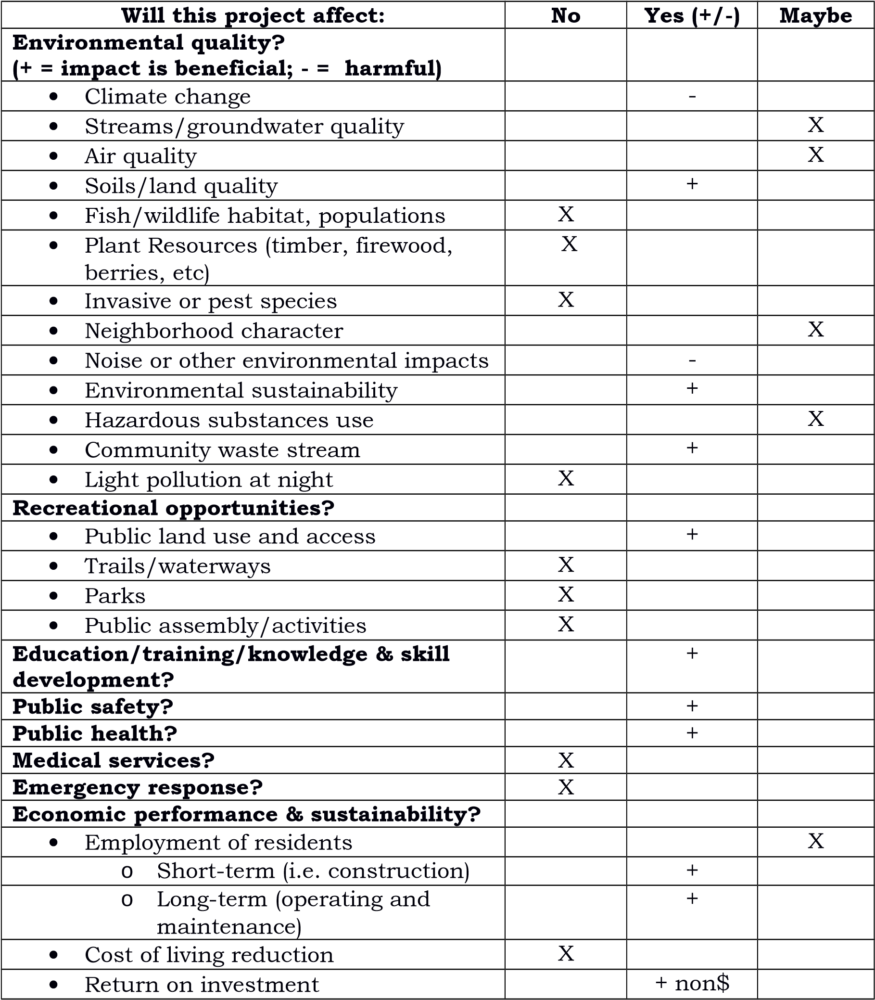 Will this project affect: No Yes (+/-) Maybe
Environmental quality?
(+ = impact is beneficial; - =  harmful)
• Climate change -
• Streams/groundwater quality X
• Air quality X
• Soils/land quality +
• Fish/wildlife habitat, populations X
• Plant Resources (timber, firewood, X
berries, etc)
• Invasive or pest species X
• Neighborhood character X
• Noise or other environmental impacts -
• Environmental sustainability +
• Hazardous substances use X
• Community waste stream +
• Light pollution at night X
Recreational opportunities?
• Public land use and access +
• Trails/waterways X
• Parks X
• Public assembly/activities X
Education/training/knowledge & skill +
development?
Public safety? +
Public health? +
Medical services? X
Emergency response? X
Economic performance & sustainability?
• Employment of residents X
o Short-term (i.e. construction) +
o Long-term (operating and +
maintenance)
• Cost of living reduction X
• Return on investment + non$